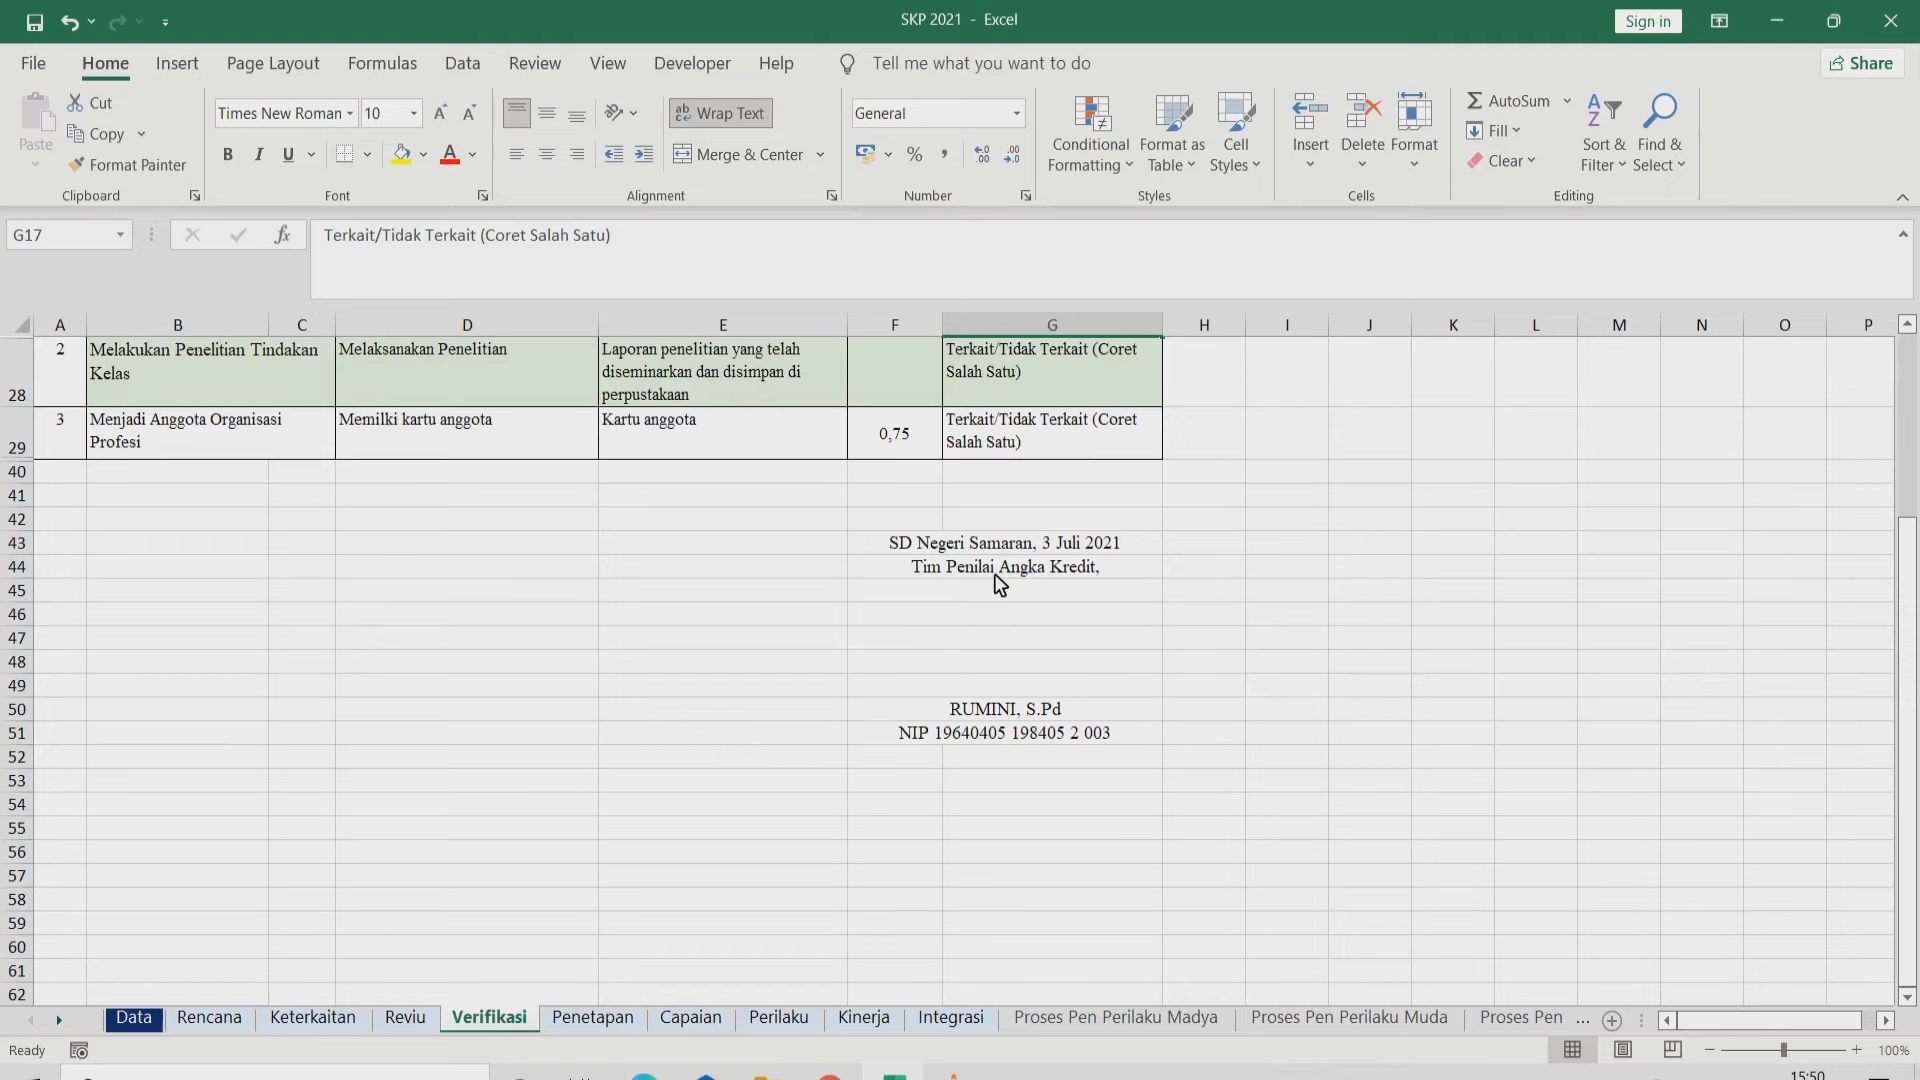 SKP 2021 - Excel
Sign in
File Home Insert Page Layout Formulas Data Review View Developer Help Tell me what you want to do Share
Paste
Cut
Copy
Format Painter
Clipboard
Times New Roman 10
B I U
Font
Wrap Text
Merge & Center
Alignment
General
%
Number
Conditional Formatting
Format as Table
Cell Styles
Styles
Insert Delete Format
Cells
AutoSum
Fill
Clear
Sort & Filter
Find & Select
Editing
G17
fx
Terkait/Tidak Terkait (Coret Salah Satu)
A B C D E F G H I J K L M N O P
28
2
Melakukan Penelitian Tindakan
Kelas
Melaksanakan Penelitian
Laporan penelitian yang telah
diseminarkan dan disimpan di
perpustakaan
Terkait/Tidak Terkait (Coret
Salah Satu)
29
3
Menjadi Anggota Organisasi
Profesi
Memilki kartu anggota
Kartu anggota
0,75
Terkait/Tidak Terkait (Coret
Salah Satu)
40
41
42
43 SD Negeri Samaran, 3 Juli 2021
44 Tim Penilai Angka Kredit,
45
46
47
48
49
50 RUMINI, S.Pd
51 NIP 19640405 198405 2 003
52
53
54
55
56
57
58
59
60
61
62
Data Rencana Keterkaitan Reviu Verifikasi Penetapan Capaian Perilaku Kinerja Integrasi Proses Pen Perilaku Madya Proses Pen Perilaku Muda Proses Pen ...
Ready
100%
15:50